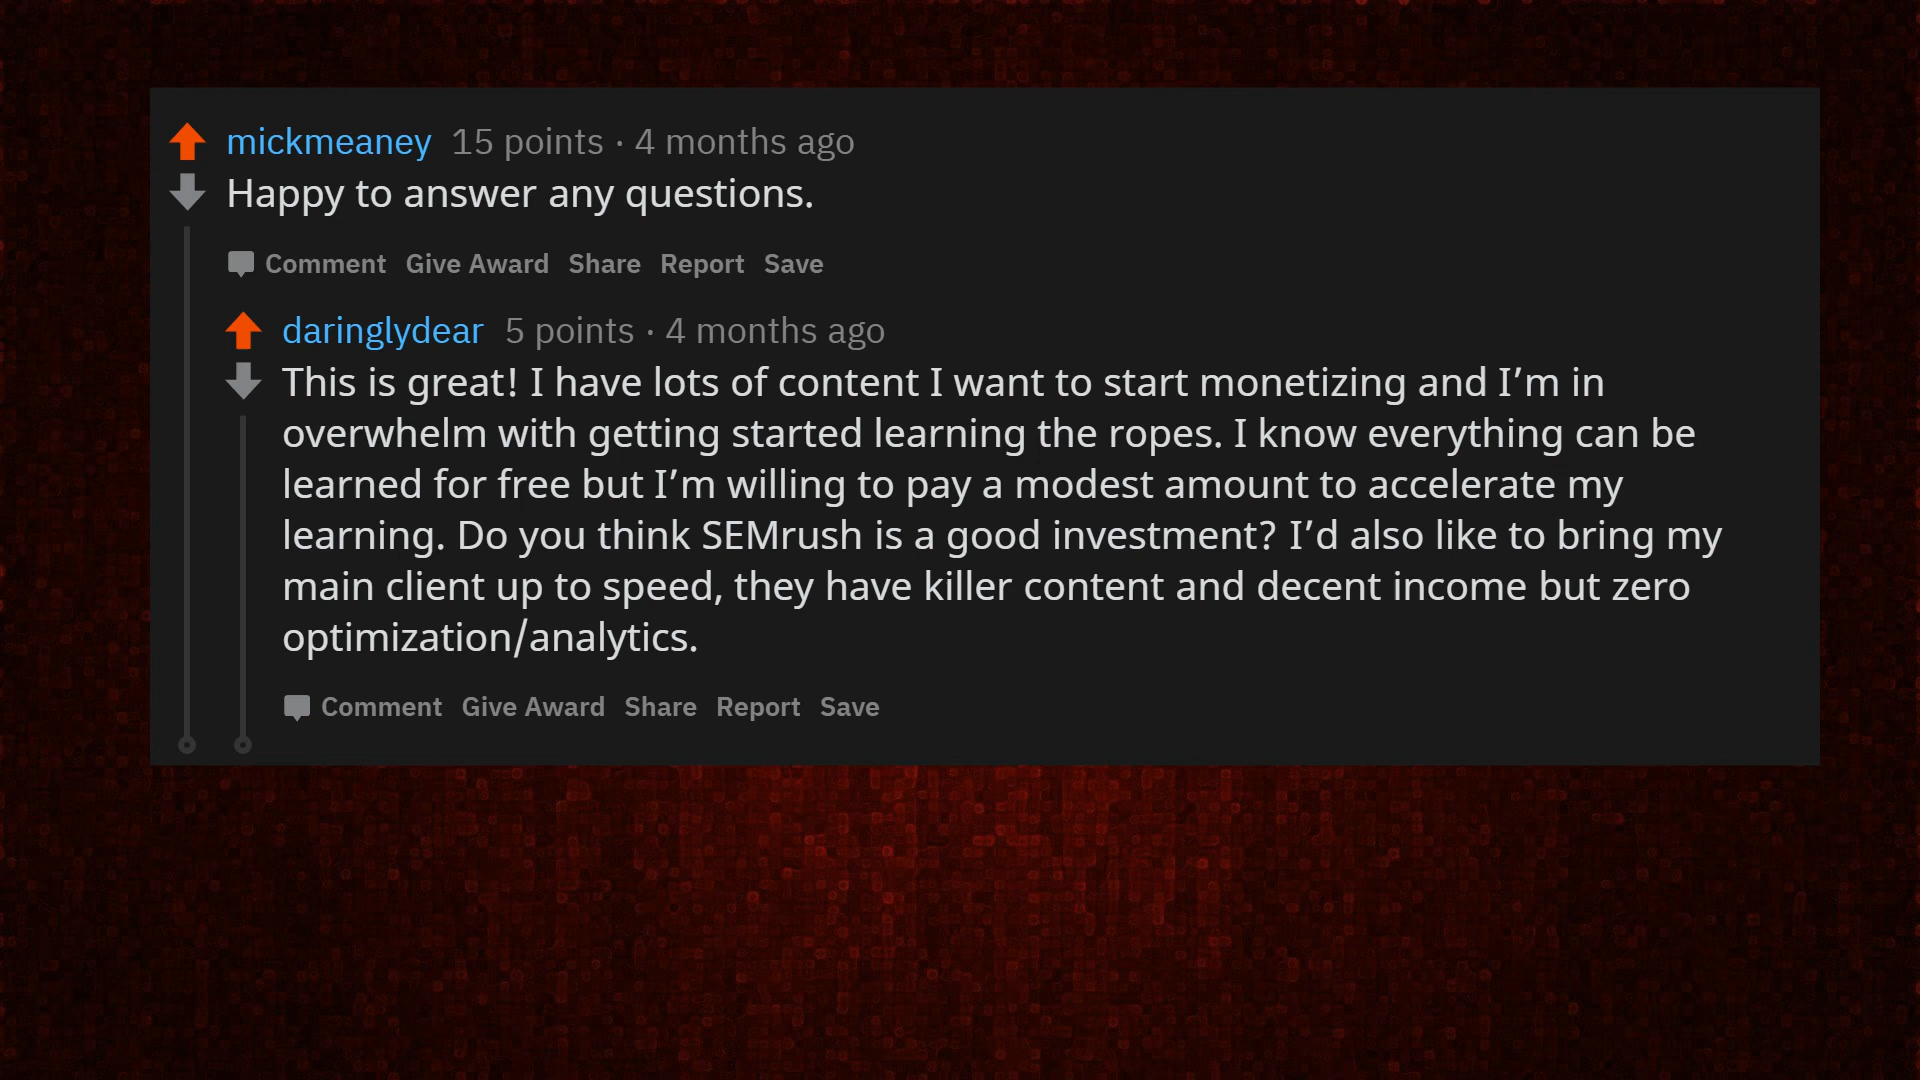 mickmeaney 15 points · 4 months ago
Happy to answer any questions.
Comment Give Award Share Report Save
daringlydear 5 points · 4 months ago
This is great! I have lots of content I want to start monetizing and I’m in
overwhelm with getting started learning the ropes. I know everything can be
learned for free but I’m willing to pay a modest amount to accelerate my
learning. Do you think SEMrush is a good investment? I’d also like to bring my
main client up to speed, they have killer content and decent income but zero
optimization/analytics.
Comment Give Award Share Report Save